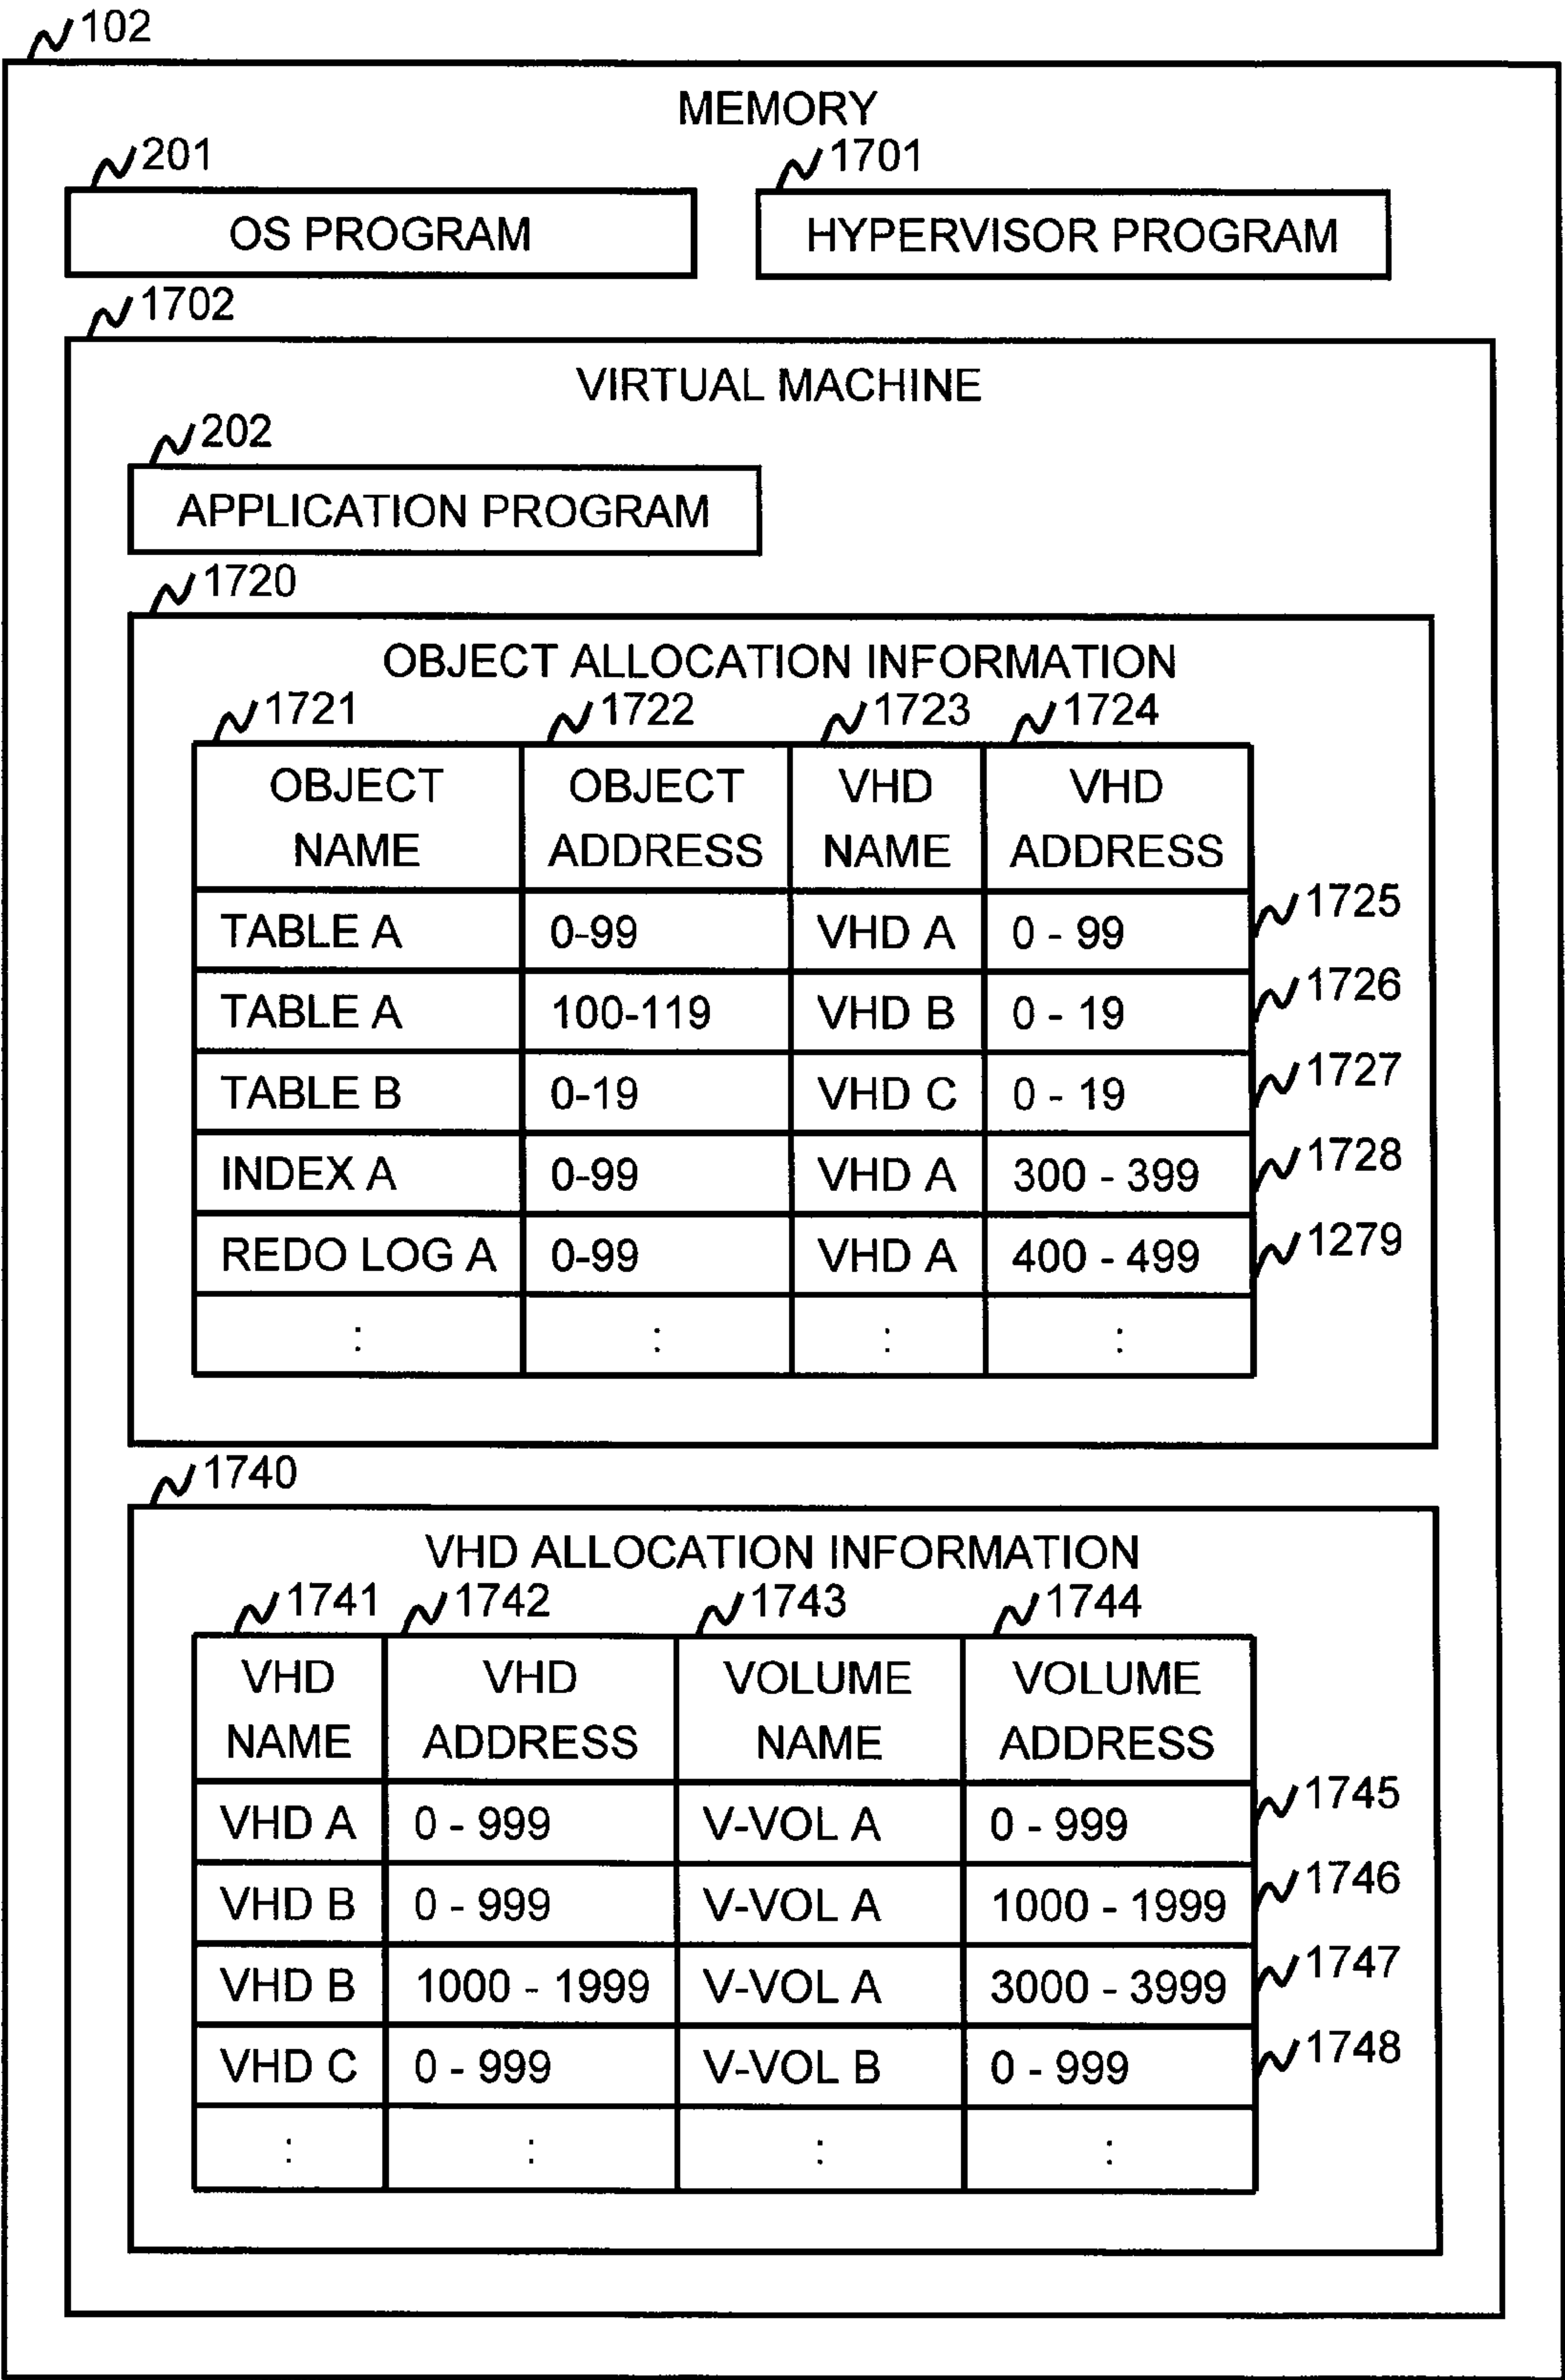 102
MEMORY
201
1701
OS PROGRAM
HYPERVISOR PROGRAM
1702
VIRTUAL MACHINE
202
APPLICATION PROGRAM
1720
OBJECT ALLOCATION INFORMATION
1721 1722 1723 1724
OBJECT NAME OBJECT ADDRESS VHD NAME VHD ADDRESS
TABLE A 0-99 VHD A 0 - 99 1725
TABLE A 100-119 VHD B 0 - 19 1726
TABLE B 0-19 VHD C 0 - 19 1727
INDEX A 0-99 VHD A 300 - 399 1728
REDO LOG A 0-99 VHD A 400 - 499 1279
: : : :
1740
VHD ALLOCATION INFORMATION
1741 1742 1743 1744
VHD NAME VHD ADDRESS VOLUME NAME VOLUME ADDRESS
VHD A 0 - 999 V-VOL A 0 - 999 1745
VHD B 0 - 999 V-VOL A 1000 - 1999 1746
VHD B 1000 - 1999 V-VOL A 3000 - 3999 1747
VHD C 0 - 999 V-VOL B 0 - 999 1748
: : : :